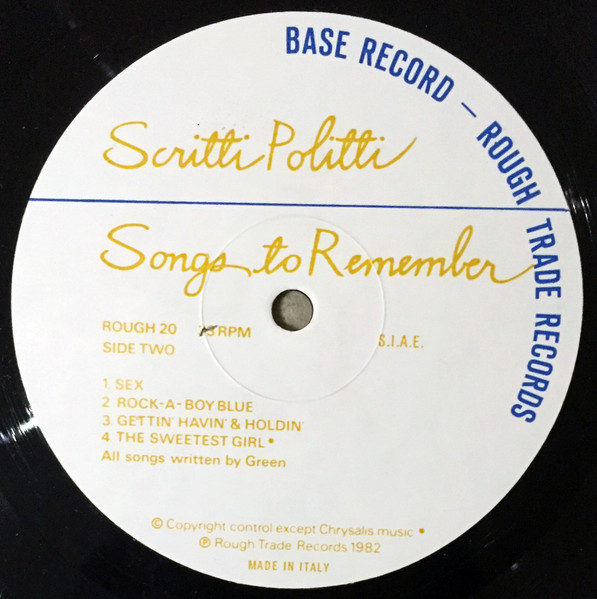 BASE RECORD — ROUGH TRADE RECORDS
Scritti Politti
Songs to Remember
ROUGH 20 RPM
S.I.A.E.
SIDE TWO
1 SEX
2 ROCK-A-BOY BLUE
3 GETTIN' HAVIN' & HOLDIN'
4 THE SWEETEST GIRL •
All songs written by Green
© Copyright control except Chrysalis music •
℗ Rough Trade Records 1982
MADE IN ITALY